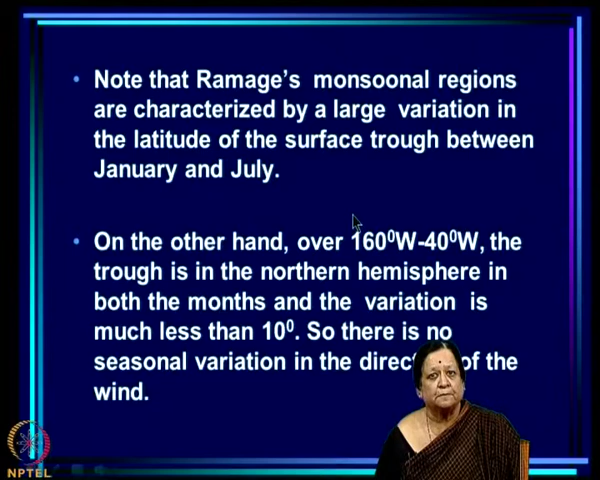 • Note that Ramage's monsoonal regions
are characterized by a large variation in
the latitude of the surface trough between
January and July.
• On the other hand, over 160⁰W-40⁰W, the
trough is in the northern hemisphere in
both the months and the variation is
much less than 10⁰. So there is no
seasonal variation in the direc of the
wind.
NPTEL